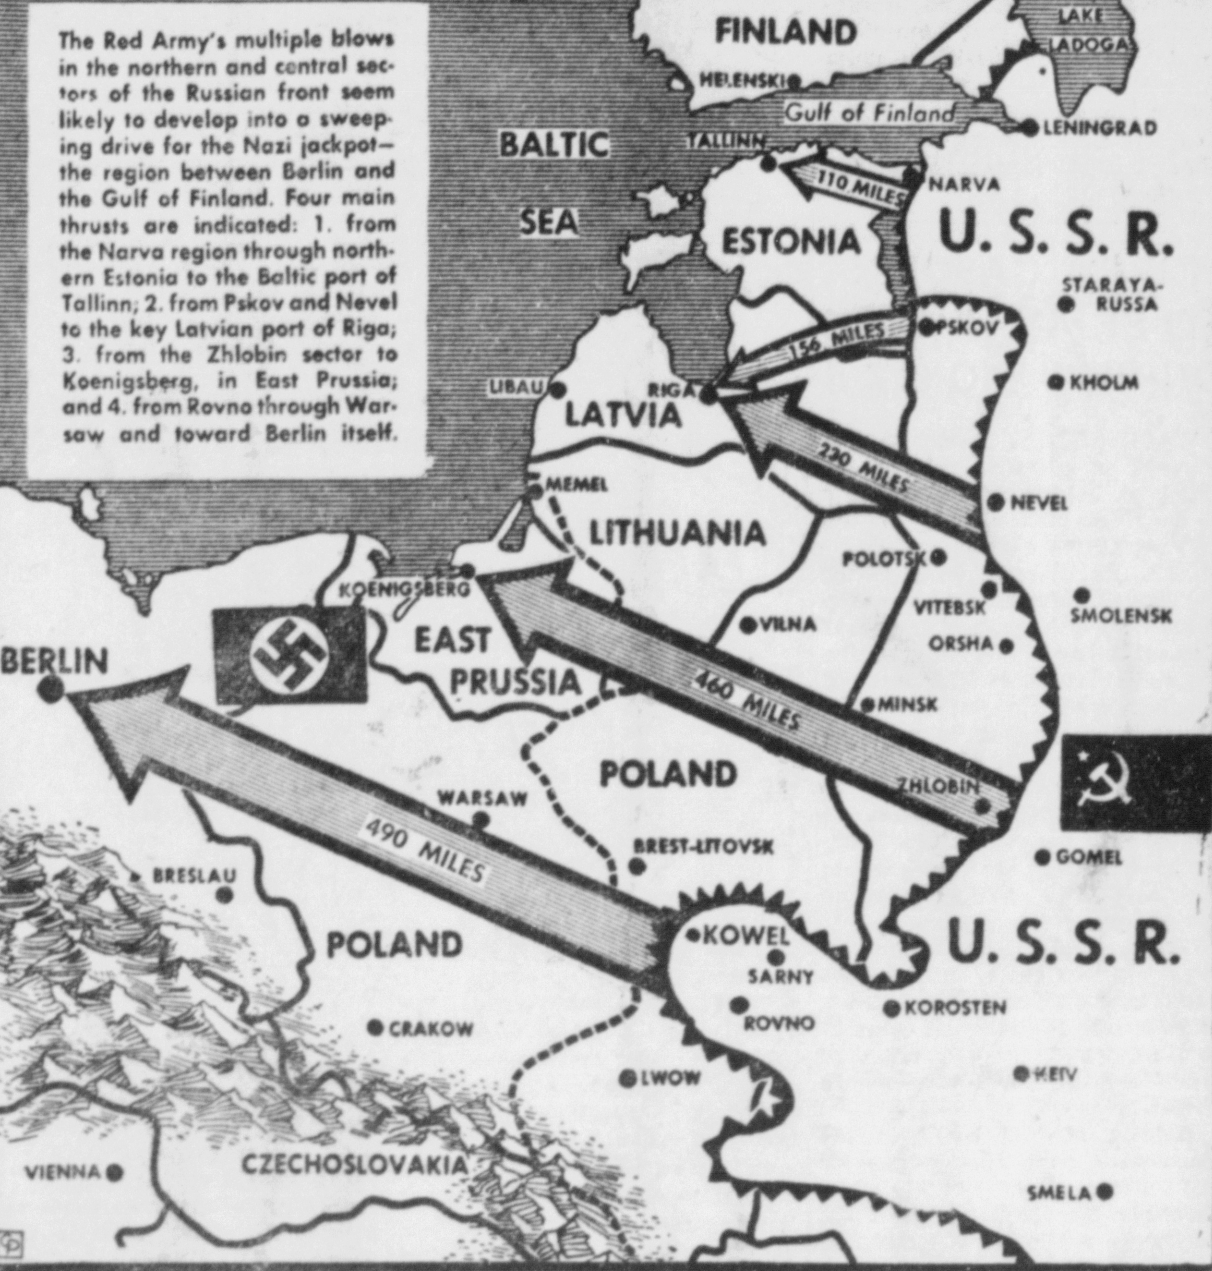 The Red Army's multiple blows
in the northern and central sec-
tors of the Russian front seem
likely to develop into a sweep-
ing drive for the Nazi jackpot—
the region between Berlin and
the Gulf of Finland. Four main
thrusts are indicated: 1. from
the Narva region through north-
ern Estonia to the Baltic port of
Tallinn; 2. from Pskov and Nevel
to the key Latvian port of Riga;
3. from the Zhlobin sector to
Koenigsberg, in East Prussia;
and 4. from Rovno through War-
saw and toward Berlin itself.
FINLAND
LAKE
LADOGA
HELENSKI
Gulf of Finland
LENINGRAD
BALTIC
SEA
TALLINN
110 MILES
NARVA
ESTONIA
U. S. S. R.
STARAYA-
RUSSA
156 MILES
PSKOV
KHOLM
LIBAU
RIGA
LATVIA
230 MILES
NEVEL
MEMEL
LITHUANIA
POLOTSK
VITEBSK
SMOLENSK
ORSHA
KOENIGSBERG
EAST
PRUSSIA
VILNA
BERLIN
460 MILES
MINSK
POLAND
ZHLOBIN
WARSAW
490 MILES
BREST-LITOVSK
GOMEL
BRESLAU
POLAND
KOWEL
SARNY
U. S. S. R.
ROVNO
KOROSTEN
CRAKOW
LWOW
KEIV
VIENNA
CZECHOSLOVAKIA
SMELA